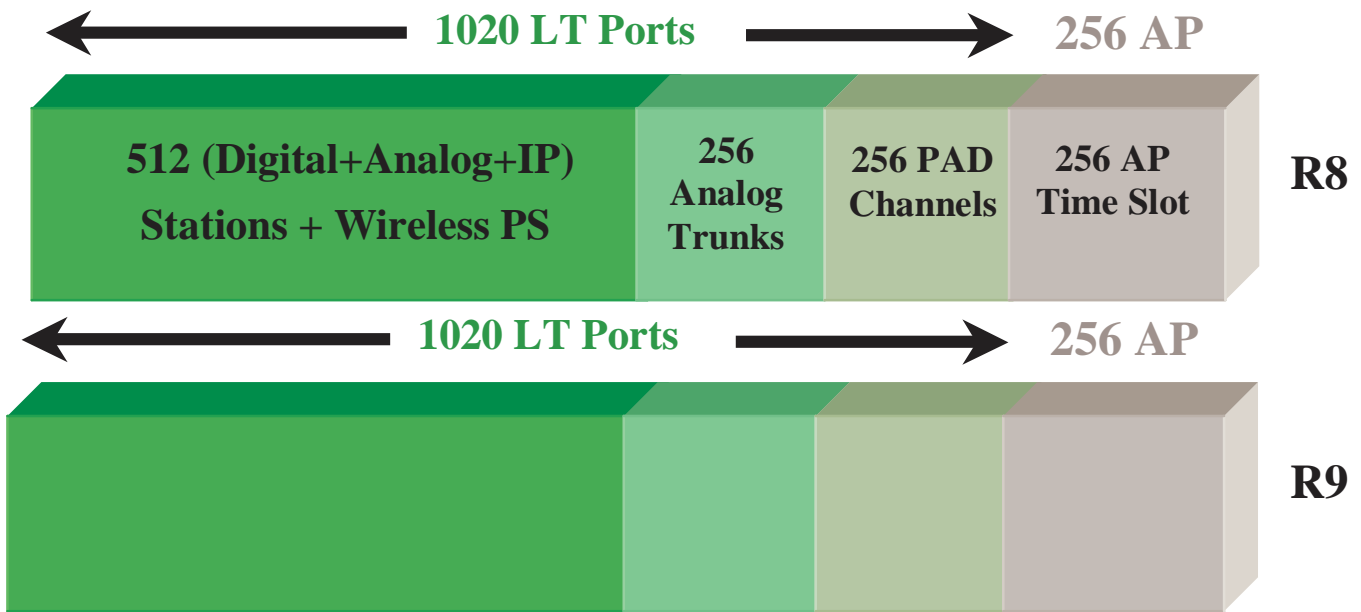 1020 LT Ports
256 AP
512 (Digital+Analog+IP)
Stations + Wireless PS
256
Analog
Trunks
256 PAD
Channels
256 AP
Time Slot
R8
1020 LT Ports
256 AP
R9